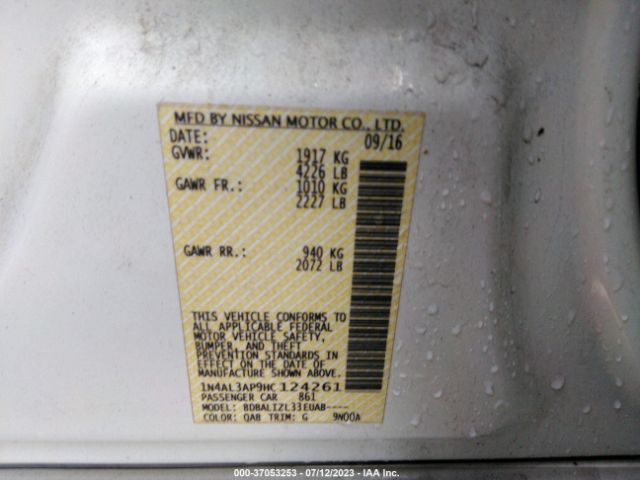 MFD BY NISSAN MOTOR CO., LTD.
DATE: 09/16
GVWR: 1917 KG
4226 LB
GAWR FR.: 1010 KG
2227 LB
GAWR RR.: 940 KG
2072 LB
THIS VEHICLE CONFORMS TO
ALL APPLICABLE FEDERAL
MOTOR VEHICLE SAFETY,
BUMPER, AND THEFT
PREVENTION STANDARDS IN
EFFECT ON THE DATE OF
MANUFACTURE SHOWN ABOVE.
1N4AL3AP9HC124261
PASSENGER CAR 861
MODEL: BDBALIZL33EUAB----
COLOR: QAB TRIM: G 9N00A
000-37053253 - 07/12/2023 - IAA Inc.